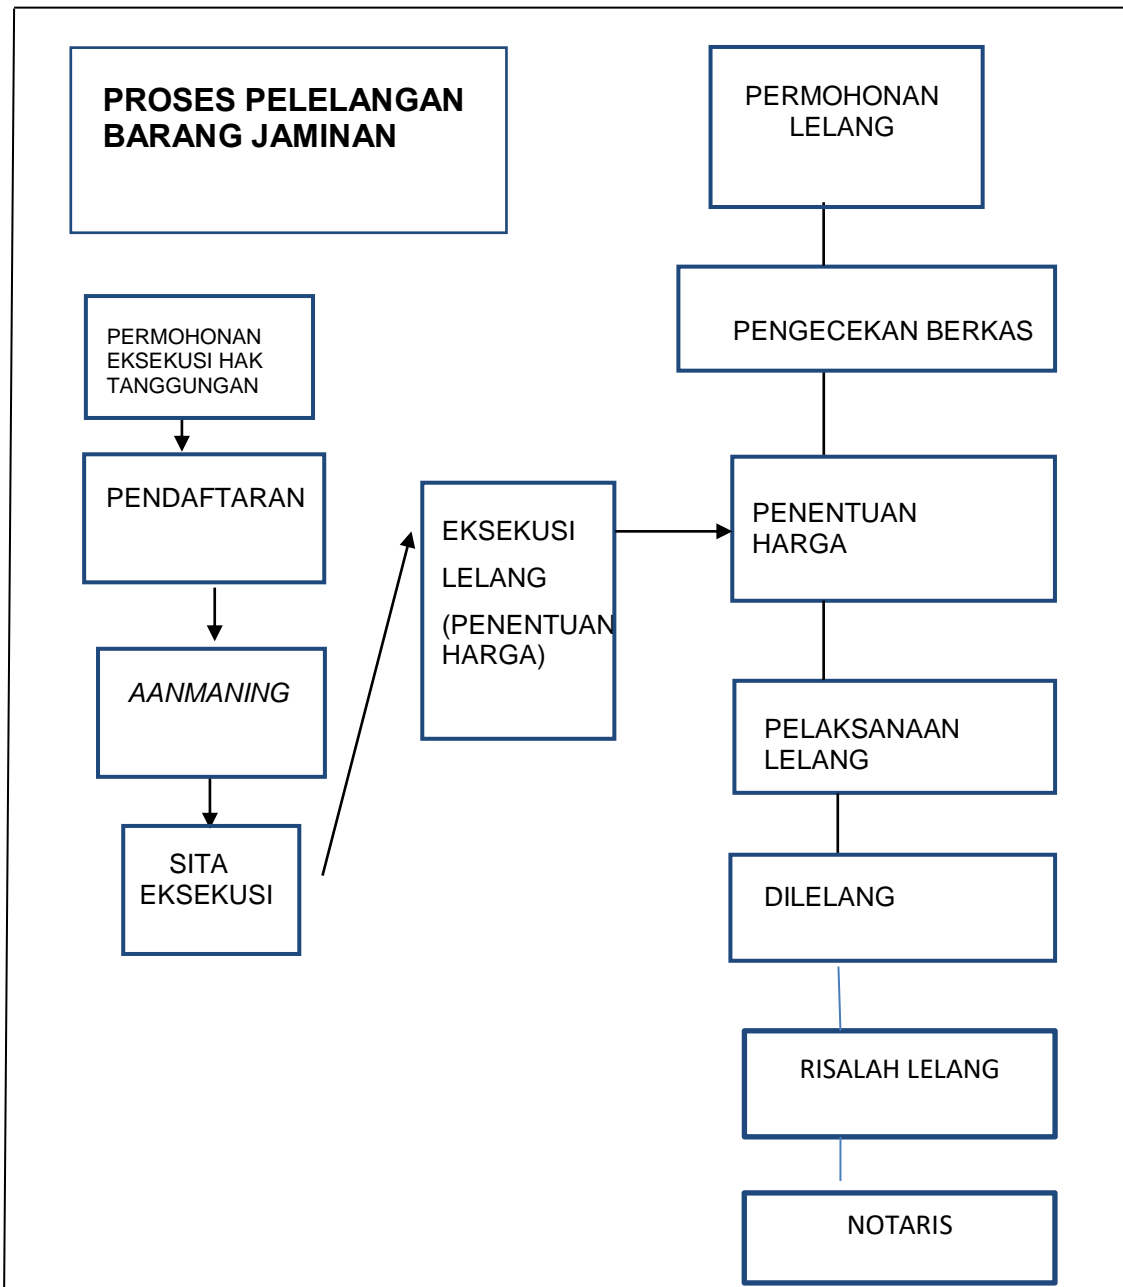 PROSES PELELANGAN
BARANG JAMINAN
PERMOHONAN
EKSEKUSI HAK
TANGGUNGAN
PENDAFTARAN
AANMANING
SITA
EKSEKUSI
EKSEKUSI
LELANG
(PENENTUAN
HARGA)
PERMOHONAN
LELANG
PENGECEKAN BERKAS
PENENTUAN
HARGA
PELAKSANAAN
LELANG
DILELANG
RISALAH LELANG
NOTARIS